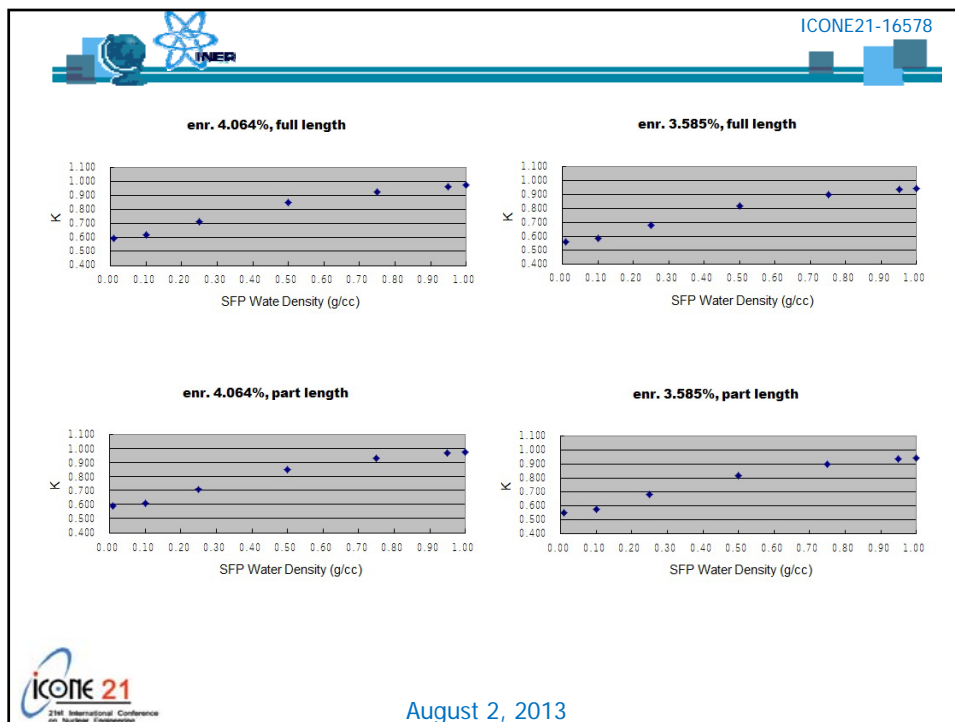 ICONE21-16578
INER
enr. 4.064%, full length
1.100
1.000
0.900
0.800
0.700
0.600
0.500
0.400
K
0.00 0.10 0.20 0.30 0.40 0.50 0.60 0.70 0.80 0.90 1.00
SFP Wate Density (g/cc)
enr. 3.585%, full length
1.100
1.000
0.900
0.800
0.700
0.600
0.500
0.400
K
0.00 0.10 0.20 0.30 0.40 0.50 0.60 0.70 0.80 0.90 1.00
SFP Water Density (g/cc)
enr. 4.064%, part length
1.100
1.000
0.900
0.800
0.700
0.600
0.500
0.400
K
0.00 0.10 0.20 0.30 0.40 0.50 0.60 0.70 0.80 0.90 1.00
SFP Water Density (g/cc)
enr. 3.585%, part length
1.100
1.000
0.900
0.800
0.700
0.600
0.500
0.400
K
0.00 0.10 0.20 0.30 0.40 0.50 0.60 0.70 0.80 0.90 1.00
SFP Water Density (g/cc)
iCONE 21
21st International Conference
on Nuclear Engineering
August 2, 2013